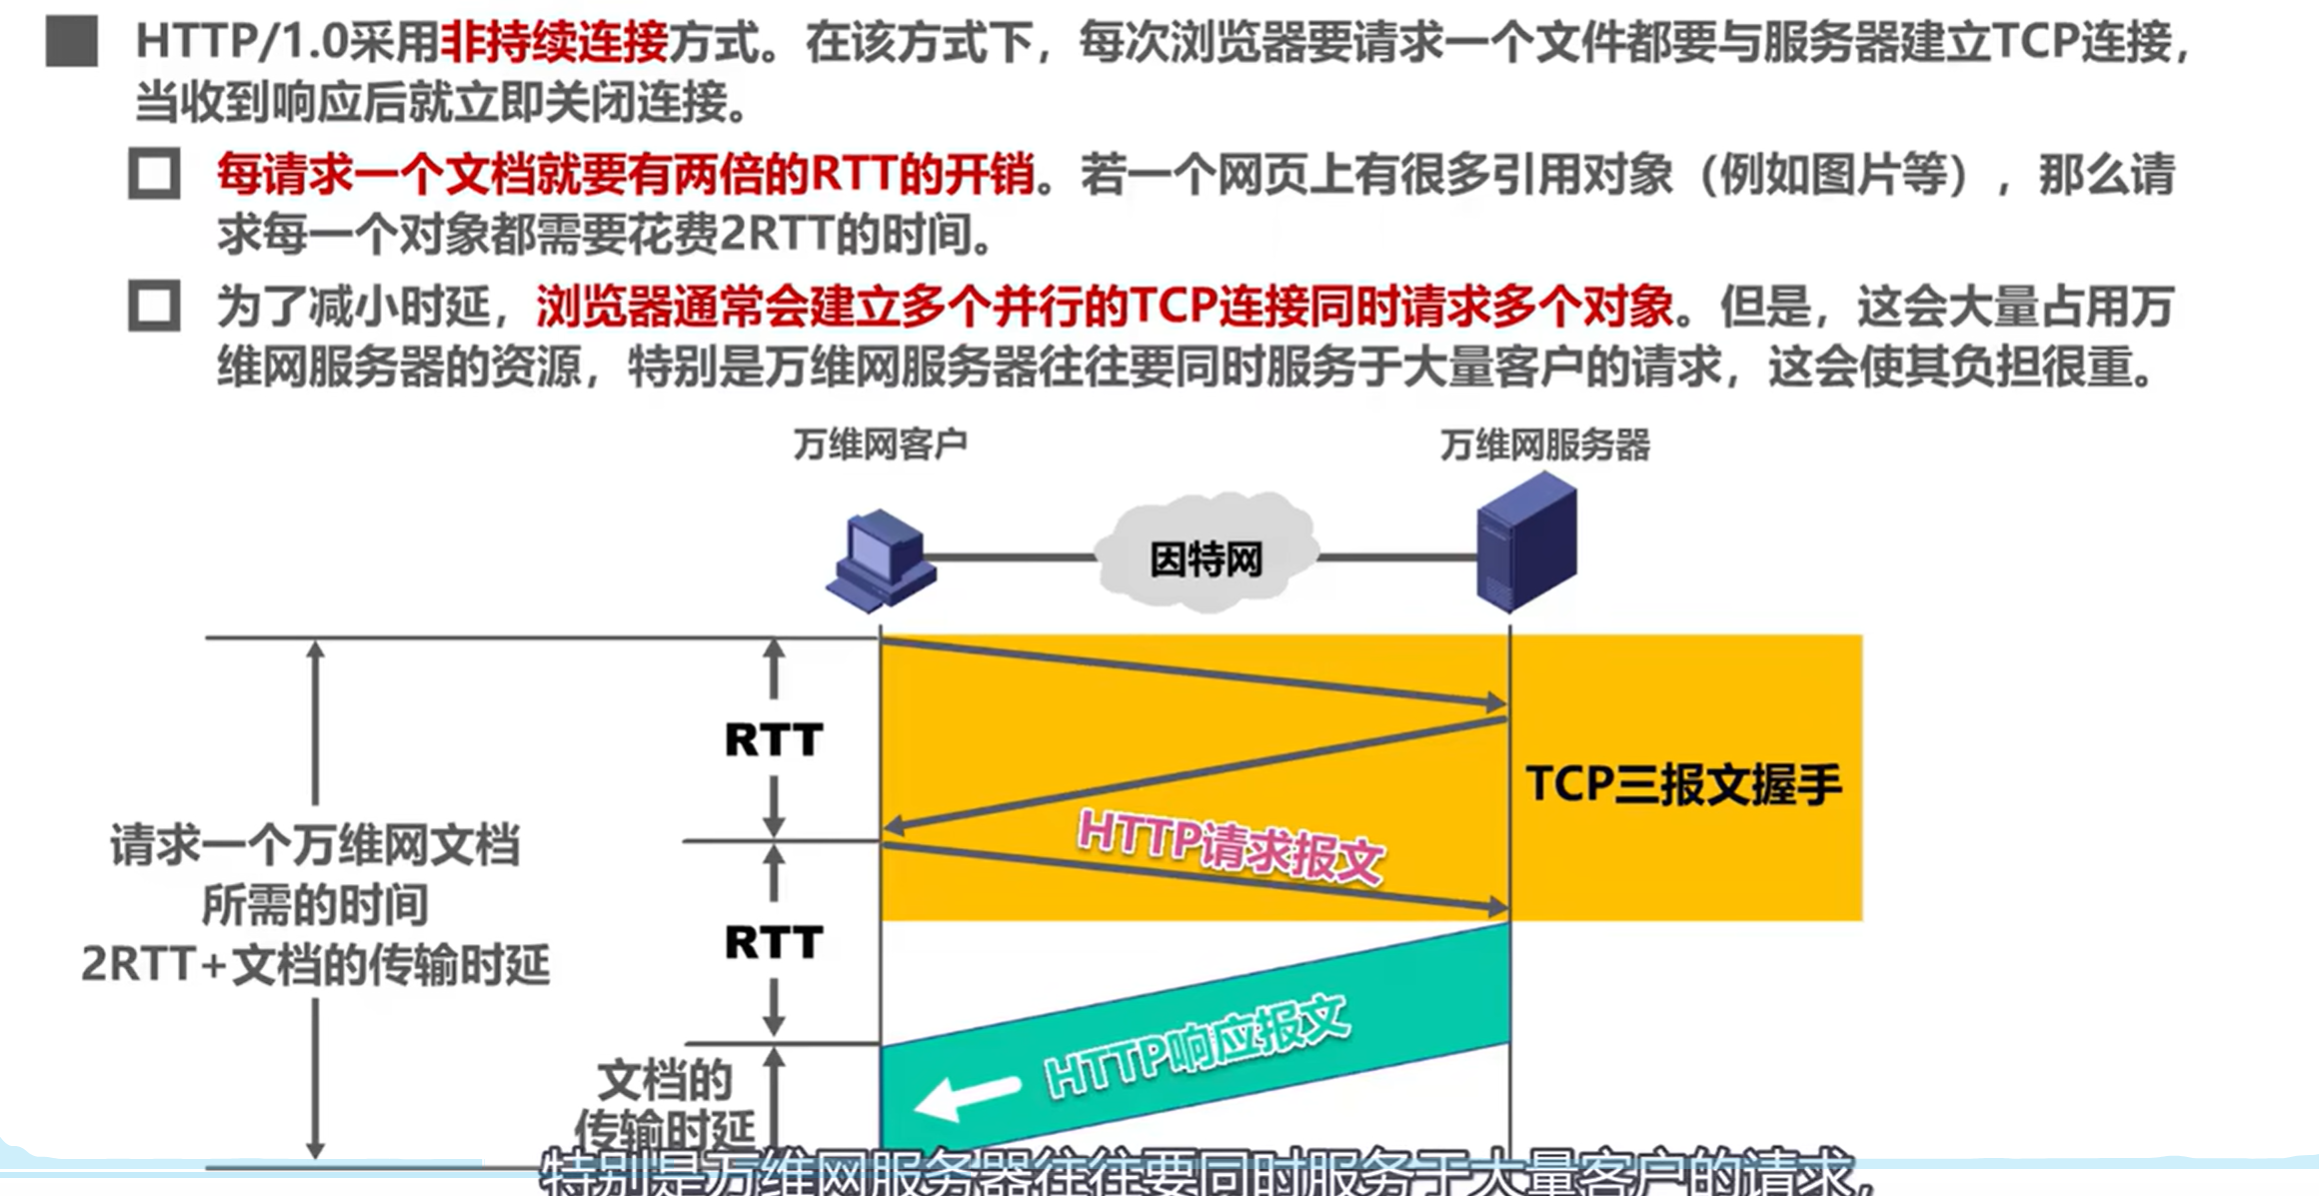 HTTP/1.0采用非持续连接方式。在该方式下，每次浏览器要请求一个文件都要与服务器建立TCP连接，
当收到响应后就立即关闭连接。
每请求一个文档就要有两倍的RTT的开销。若一个网页上有很多引用对象（例如图片等），那么请
求每一个对象都需要花费2RTT的时间。
为了减小时延，浏览器通常会建立多个并行的TCP连接同时请求多个对象。但是，这会大量占用万
维网服务器的资源，特别是万维网服务器往往要同时服务于大量客户的请求，这会使其负担很重。
万维网客户
万维网服务器
因特网
RTT
TCP三报文握手
HTTP请求报文
请求一个万维网文档
所需的时间
2RTT+文档的传输时延
RTT
HTTP响应报文
文档的
传输时延
特别是万维网服务器往往要同时服务于大量客户的请求，